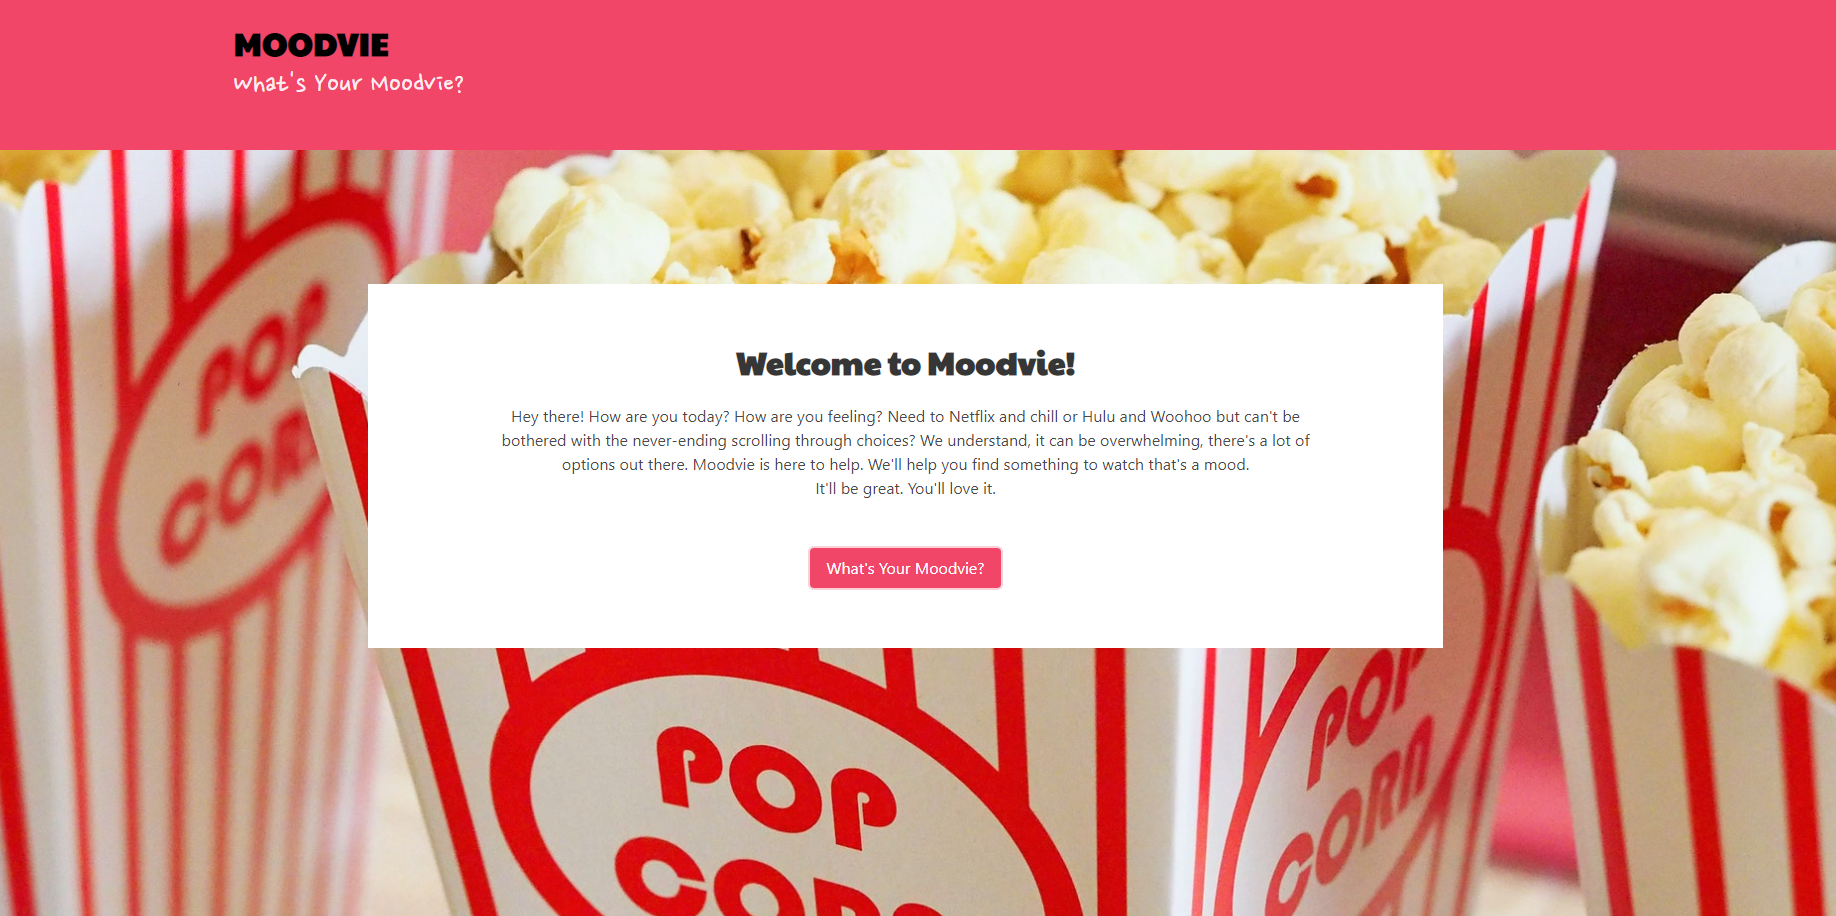 MOODVIE
What's Your Moodvie?
Welcome to Moodvie!
Hey there! How are you today? How are you feeling? Need to Netflix and chill or Hulu and Woohoo but can't be
bothered with the never-ending scrolling through choices? We understand, it can be overwhelming, there's a lot of
options out there. Moodvie is here to help. We'll help you find something to watch that's a mood.
It'll be great. You'll love it.
What's Your Moodvie?
POP
CORN
POP
CORN
POP
CORN